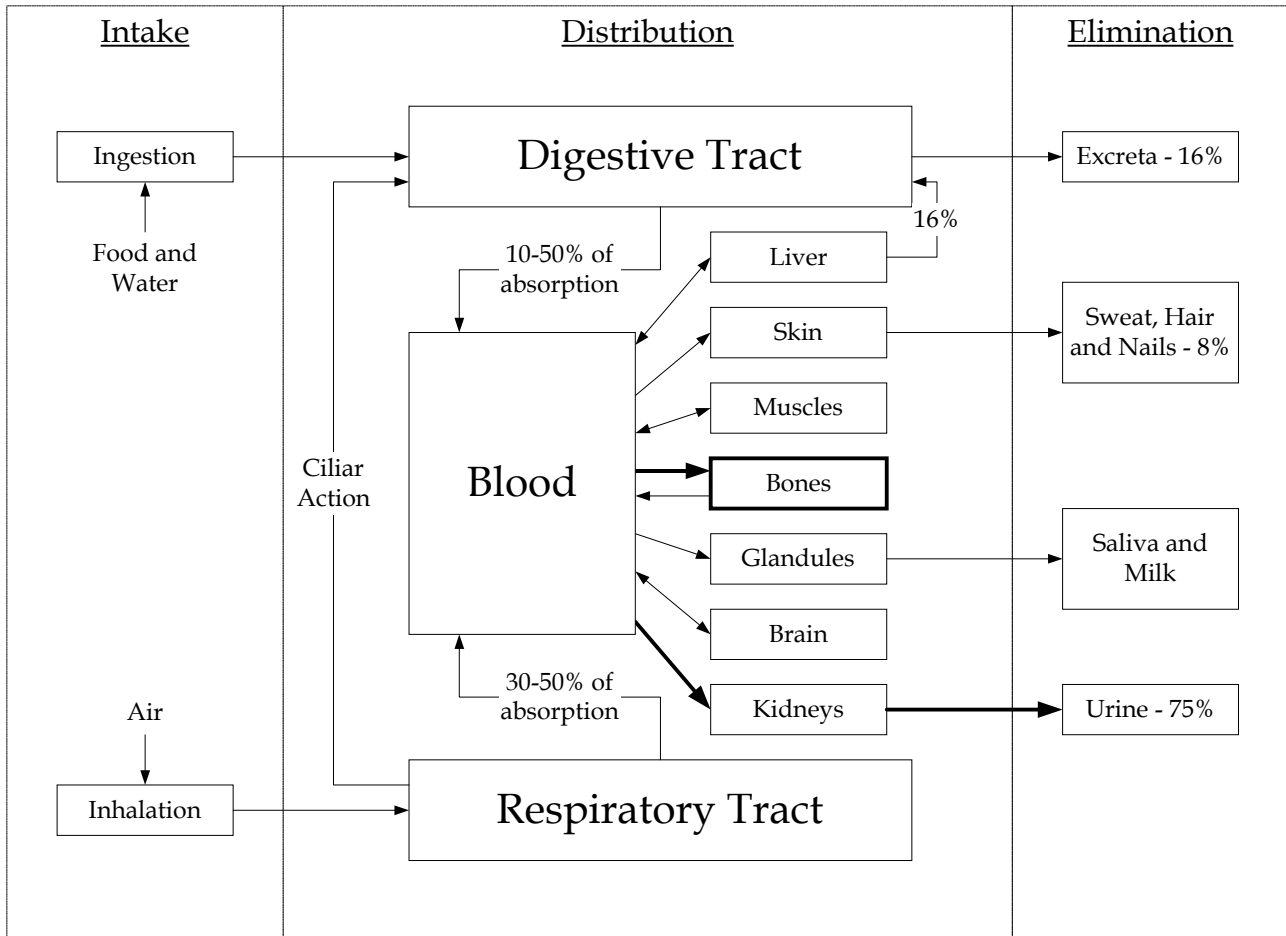 Intake
Distribution
Elimination
Ingestion
Digestive Tract
Excreta - 16%
16%
Food and
Water
10-50% of
absorption
Liver
Skin
Sweat, Hair
and Nails - 8%
Muscles
Ciliar
Action
Blood
Bones
Glandules
Saliva and
Milk
Brain
30-50% of
absorption
Kidneys
Urine - 75%
Air
Inhalation
Respiratory Tract